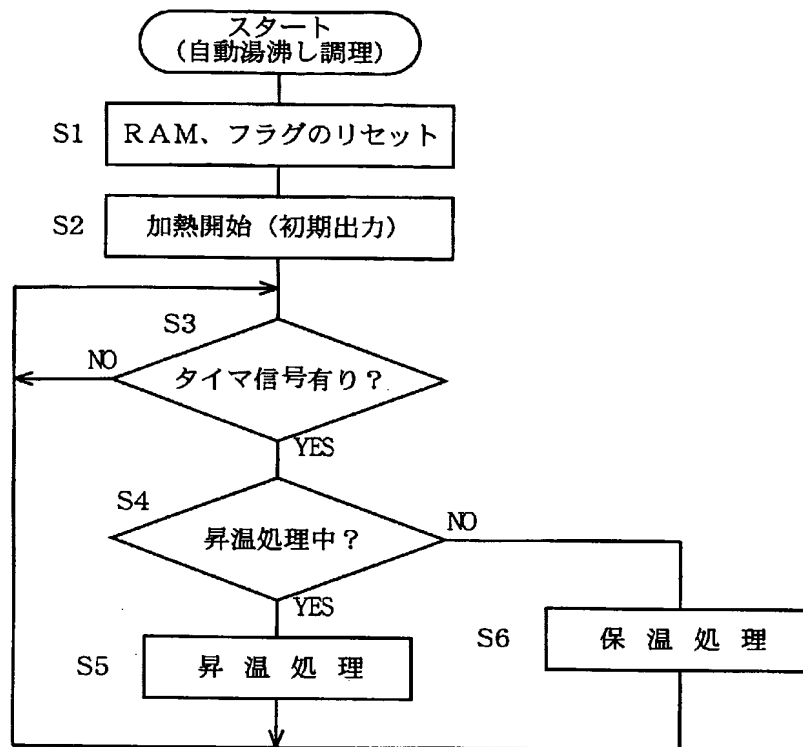 スタート
(自動湯沸し調理)
S1
RAM、フラグのリセット
S2
加熱開始(初期出力)
S3
NO
タイマ信号有り?
YES
S4
NO
昇温処理中?
YES
S5
昇温処理
S6
保温処理